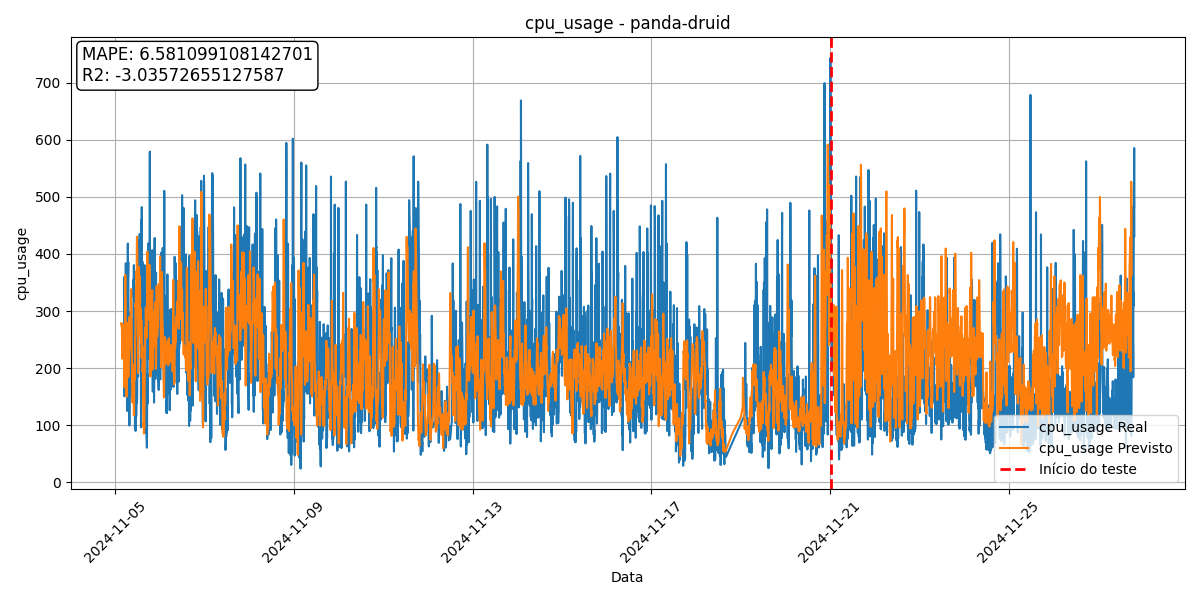 cpu_usage - panda-druid
MAPE: 6.581099108142701
R2: -3.03572655127587
cpu_usage
700
600
500
400
300
200
100
0
cpu_usage Real
cpu_usage Previsto
Início do teste
2024-11-05
2024-11-09
2024-11-13
2024-11-17
2024-11-21
2024-11-25
Data